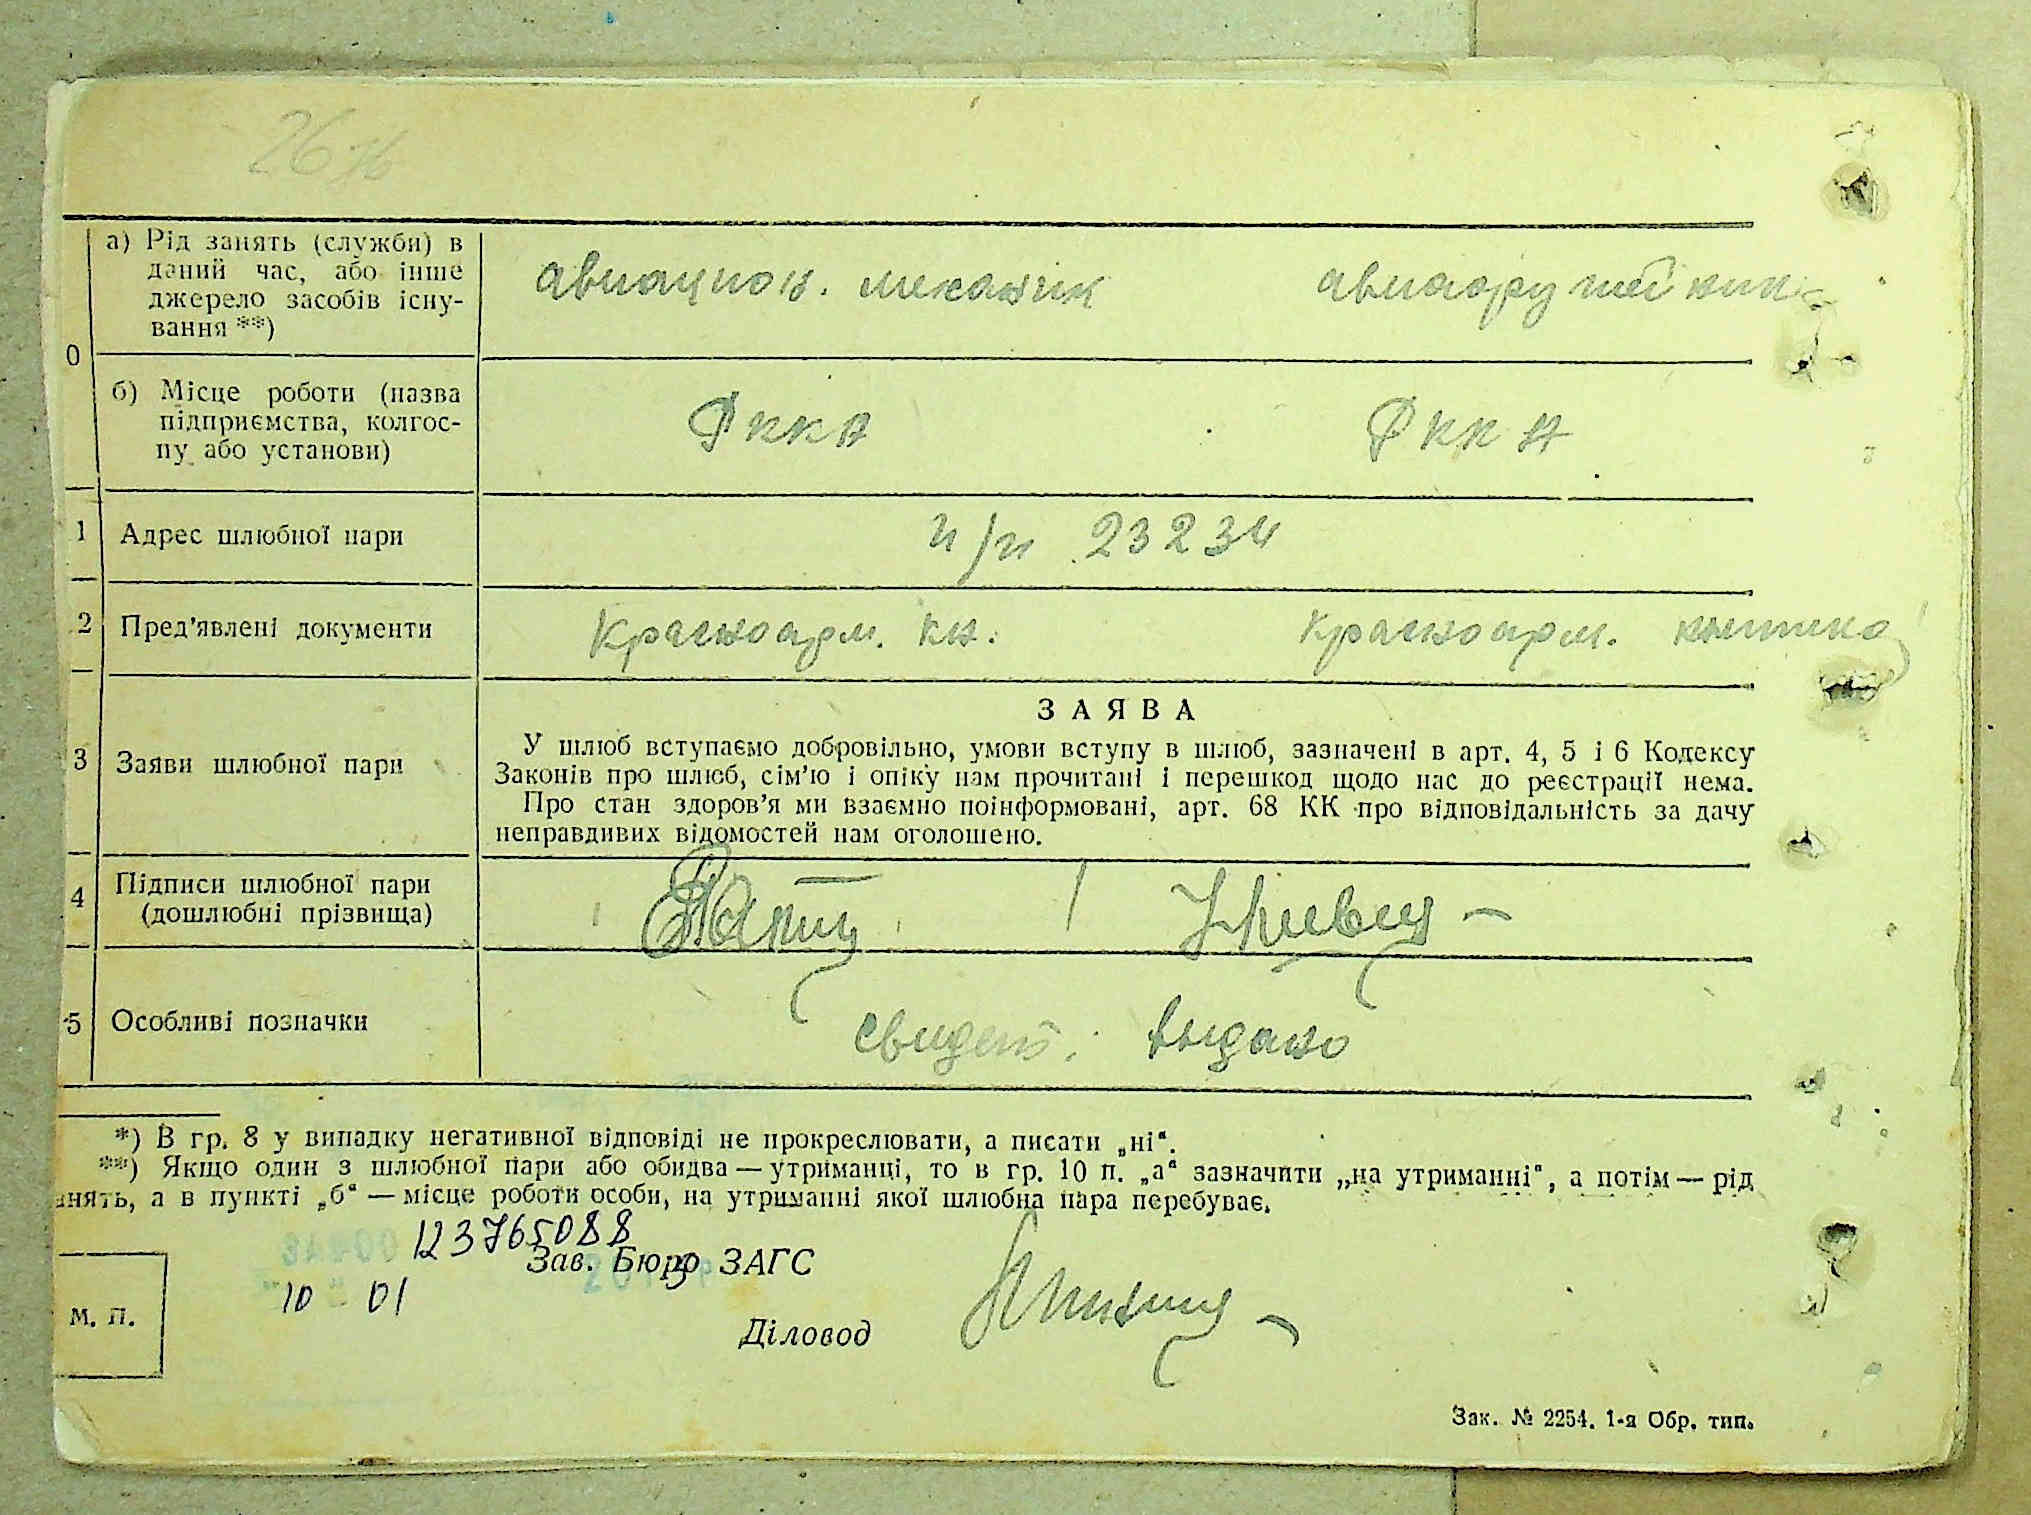 26
а) Рід занять (служби) в
даний час, або інше
джерело засобів існу-
вання **)
авиацион. механик
авиаоружейник
0
б) Місце роботи (назва
підприємства, колгос-
пу або установи)
РККА
РККА
1 Адрес шлюбної пари
п/п 23234
2 Пред’явлені документи
Красноарм. кн.
Красноарм. книжка
ЗАЯВА
3 Заяви шлюбної пари
У шлюб вступаємо добровільно, умови вступу в шлюб, зазначені в арт. 4, 5 і 6 Кодексу
Законів про шлюб, сім’ю і опіку нам прочитані і перешкод щодо нас до реєстрації нема.
Про стан здоров’я ми взаємно поінформовані, арт. 68 КК про відповідальність за дачу
неправдивих відомостей нам оголошено.
4 Підписи шлюбної пари
(дошлюбні прізвища)
5 Особливі позначки
свидет. выдано
*) В гр. 8 у випадку негативної відповіді не прокреслювати, а писати „ні“.
**) Якщо один з шлюбної пари або обидва — утриманці, то в гр. 10 п. „а“ зазначити „на утриманні“, а потім — рід
анять, а в пункті „б“ — місце роботи особи, на утриманні якої шлюбна пара перебуває.
123765088
Зав. Бюро ЗАГС
10 01
М. П.
Діловод
Зак. № 2254. 1-я Обр. тип.